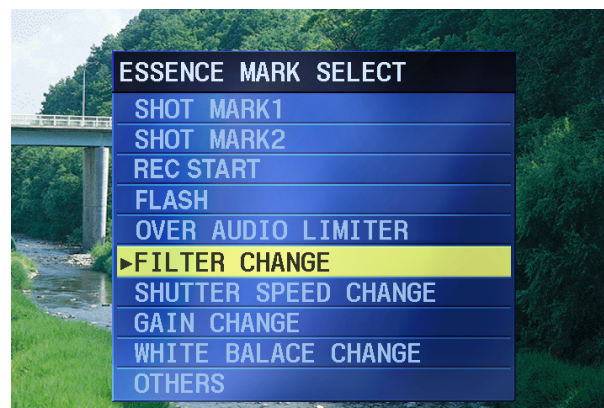 ESSENCE MARK SELECT
SHOT MARK1
SHOT MARK2
REC START
FLASH
OVER AUDIO LIMITER
▶FILTER CHANGE
SHUTTER SPEED CHANGE
GAIN CHANGE
WHITE BALACE CHANGE
OTHERS